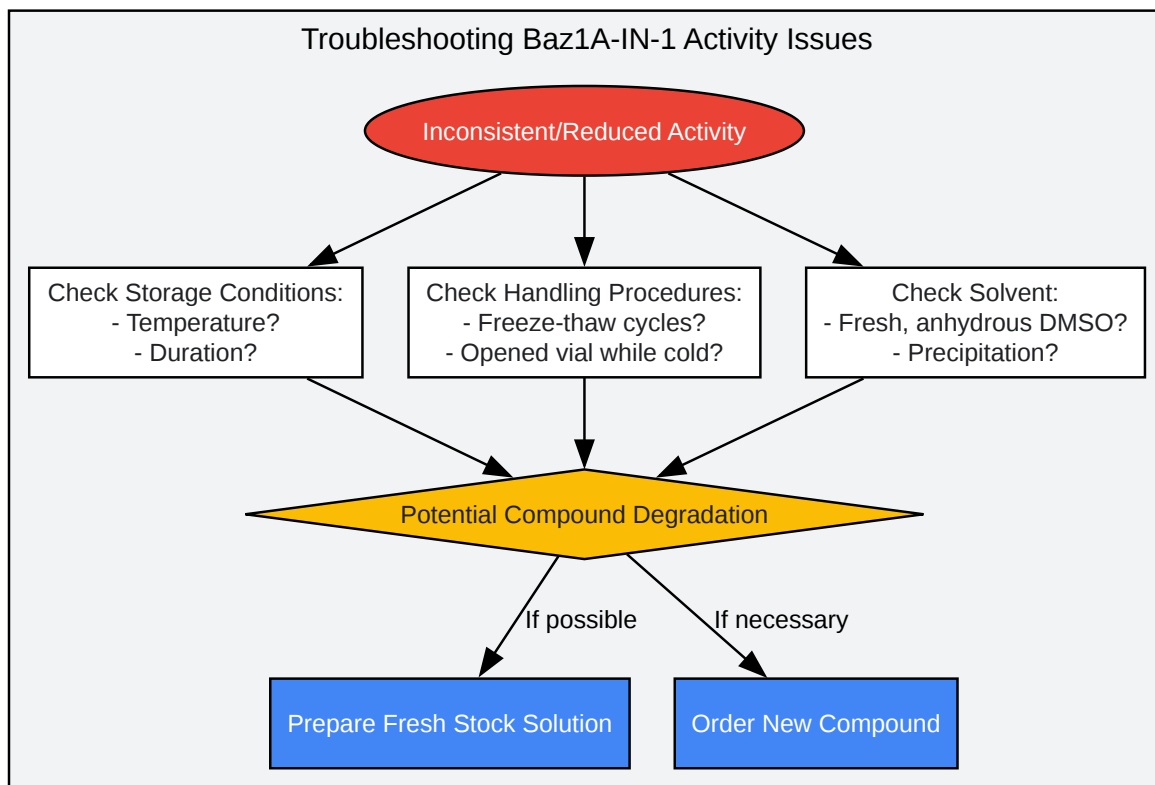 Troubleshooting Baz1A-IN-1 Activity Issues
Inconsistent/Reduced Activity
Check Storage Conditions:
- Temperature?
- Duration?
Check Handling Procedures:
- Freeze-thaw cycles?
- Opened vial while cold?
Check Solvent:
- Fresh, anhydrous DMSO?
- Precipitation?
Potential Compound Degradation
If possible
If necessary
Prepare Fresh Stock Solution
Order New Compound